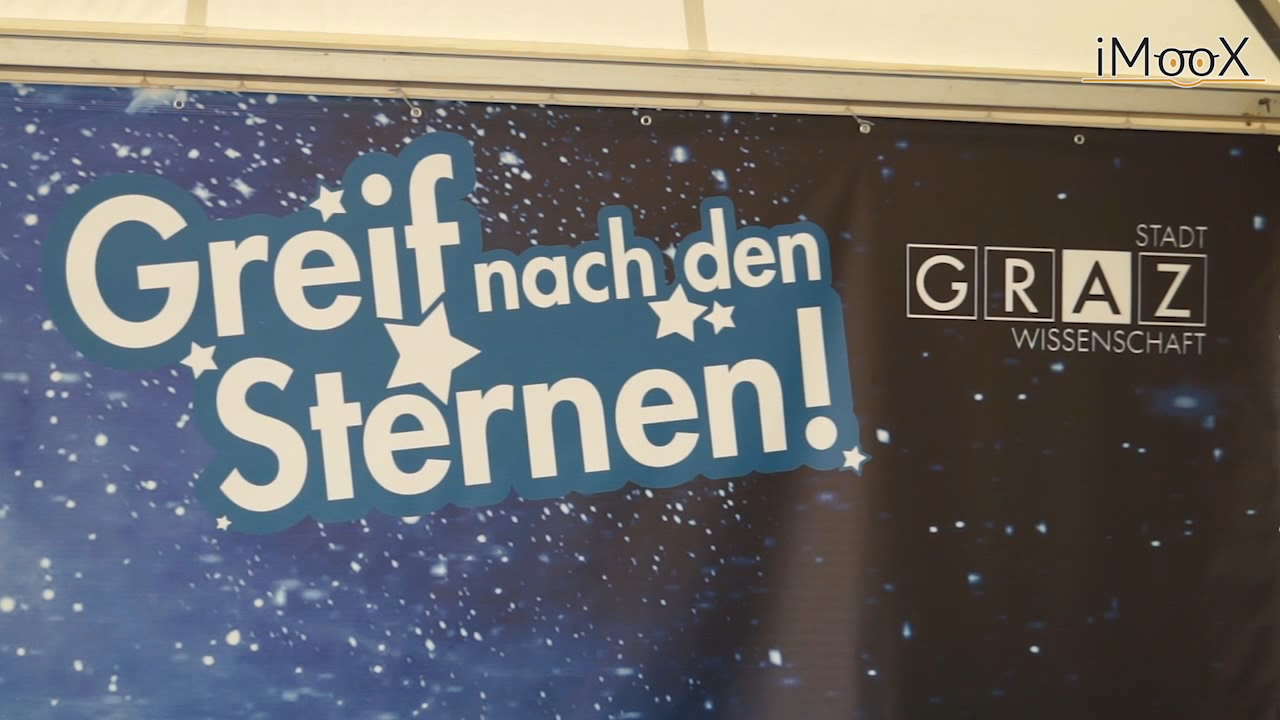 iMooX
Greif nach den
Sternen!
STADT
GRAZ
WISSENSCHAFT